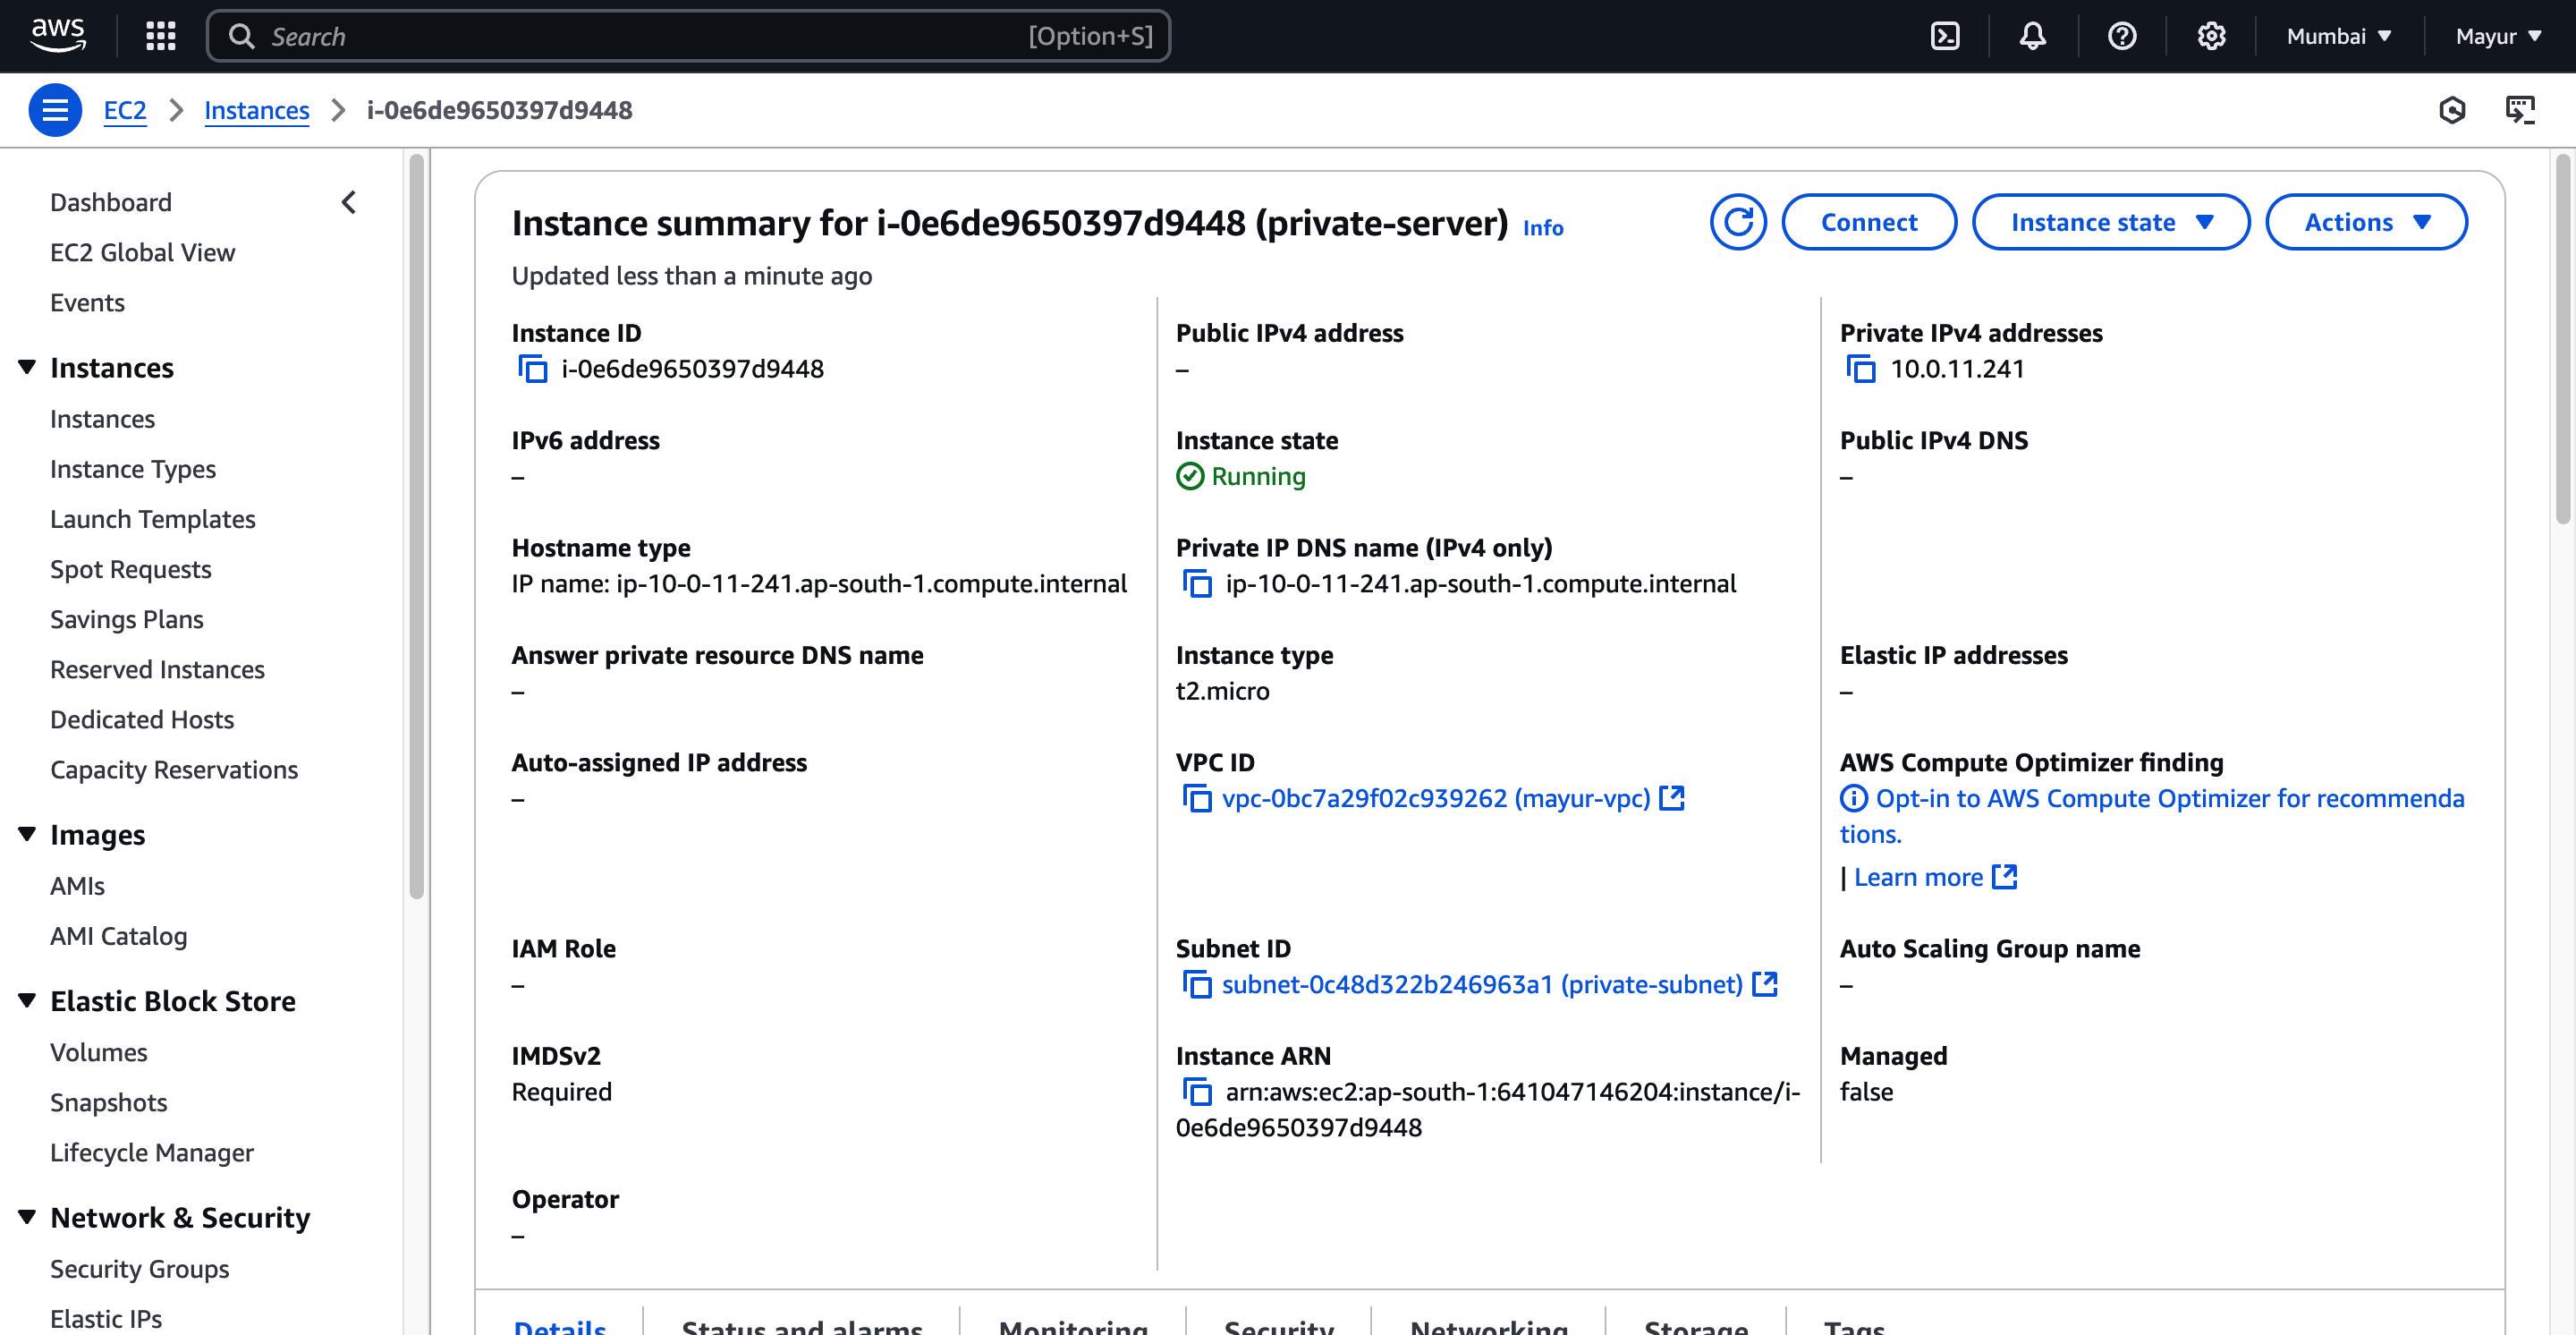 aws
Search
[Option+S]
Mumbai
Mayur
EC2
Instances
i-0e6de9650397d9448
Dashboard
EC2 Global View
Events
Instances
Instances
Instance Types
Launch Templates
Spot Requests
Savings Plans
Reserved Instances
Dedicated Hosts
Capacity Reservations
Images
AMIs
AMI Catalog
Elastic Block Store
Volumes
Snapshots
Lifecycle Manager
Network & Security
Security Groups
Elastic IPs
Instance summary for i-0e6de9650397d9448 (private-server) Info
Connect
Instance state
Actions
Updated less than a minute ago
Instance ID
i-0e6de9650397d9448
Public IPv4 address
–
Private IPv4 addresses
10.0.11.241
IPv6 address
–
Instance state
Running
Public IPv4 DNS
–
Hostname type
IP name: ip-10-0-11-241.ap-south-1.compute.internal
Private IP DNS name (IPv4 only)
ip-10-0-11-241.ap-south-1.compute.internal
Answer private resource DNS name
–
Instance type
t2.micro
Elastic IP addresses
–
Auto-assigned IP address
–
VPC ID
vpc-0bc7a29f02c939262 (mayur-vpc)
AWS Compute Optimizer finding
Opt-in to AWS Compute Optimizer for recommenda
tions.
| Learn more
IAM Role
–
Subnet ID
subnet-0c48d322b246963a1 (private-subnet)
Auto Scaling Group name
–
IMDSv2
Required
Instance ARN
arn:aws:ec2:ap-south-1:641047146204:instance/i-
0e6de9650397d9448
Managed
false
Operator
–
Details
Status and alarms
Monitoring
Security
Networking
Storage
Tags